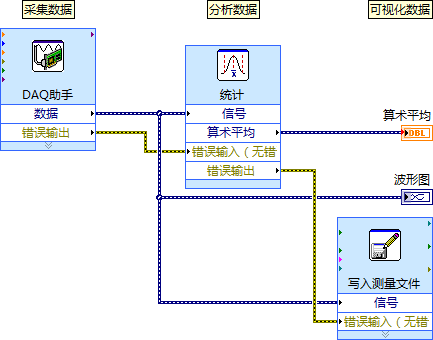 采集数据
分析数据
可视化数据
DAQ助手
数据
错误输出
统计
信号
算术平均
错误输入（无错
错误输出
算术平均
DBL
波形图
写入测量文件
信号
错误输入（无错